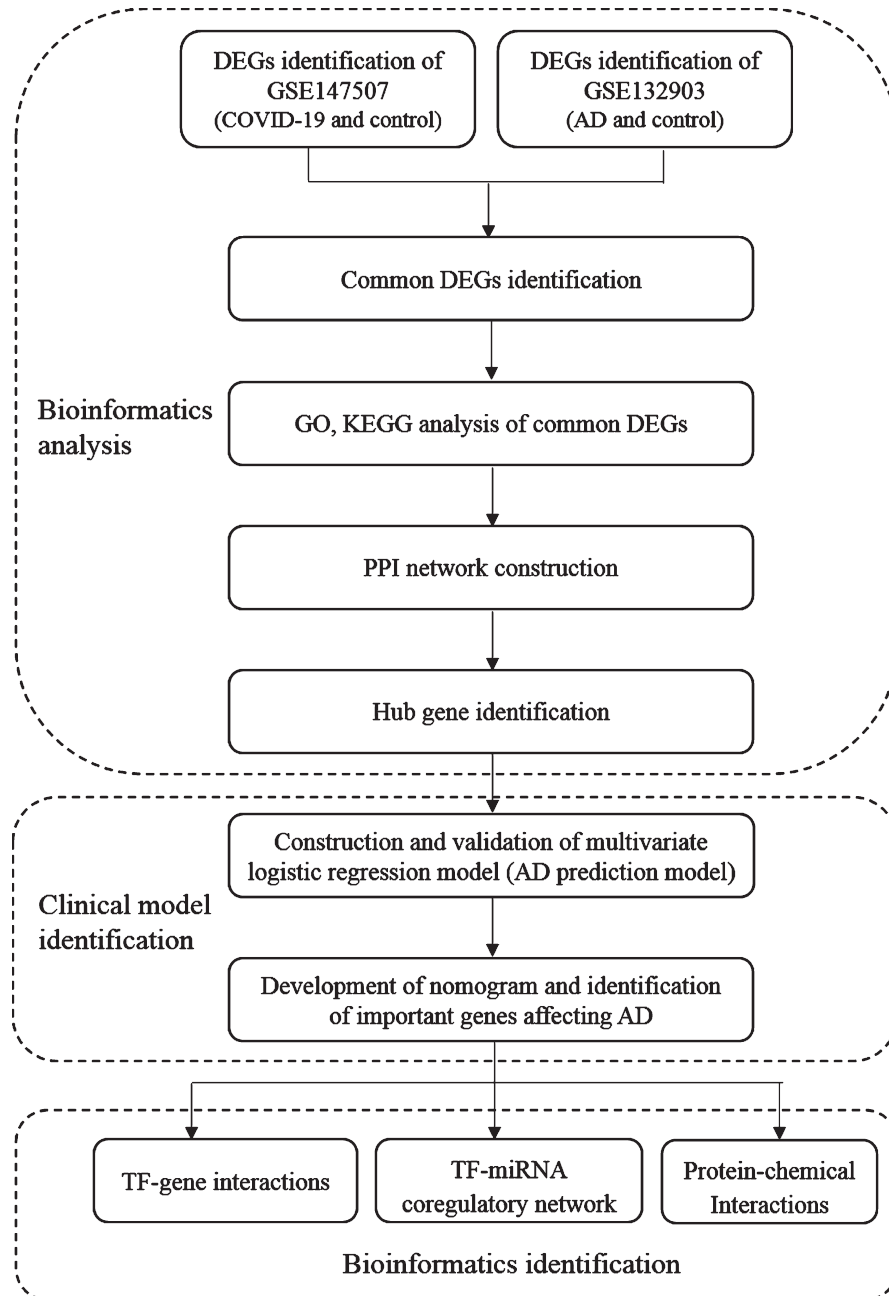 DEGs identification of
GSE147507
(COVID-19 and control)
DEGs identification of
GSE132903
(AD and control)
Common DEGs identification
Bioinformatics
analysis
GO, KEGG analysis of common DEGs
PPI network construction
Hub gene identification
Construction and validation of multivariate
logistic regression model (AD prediction model)
Clinical model
identification
Development of nomogram and identification
of important genes affecting AD
TF-gene interactions
TF-miRNA
coregulatory network
Protein-chemical
Interactions
Bioinformatics identification